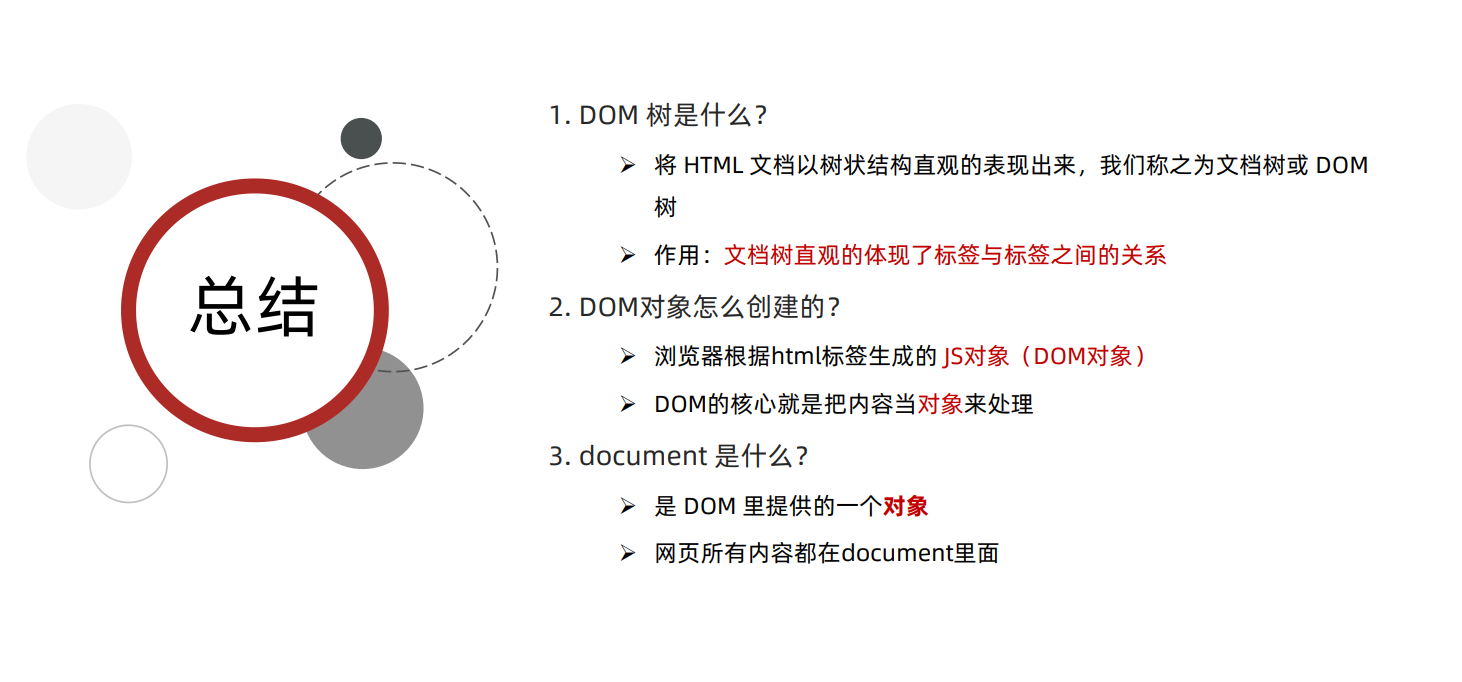 总结
1. DOM 树是什么？
➢ 将 HTML 文档以树状结构直观的表现出来，我们称之为文档树或 DOM
树
➢ 作用：文档树直观的体现了标签与标签之间的关系
2. DOM对象怎么创建的？
➢ 浏览器根据html标签生成的 JS对象（DOM对象）
➢ DOM的核心就是把内容当对象来处理
3. document 是什么？
➢ 是 DOM 里提供的一个对象
➢ 网页所有内容都在document里面